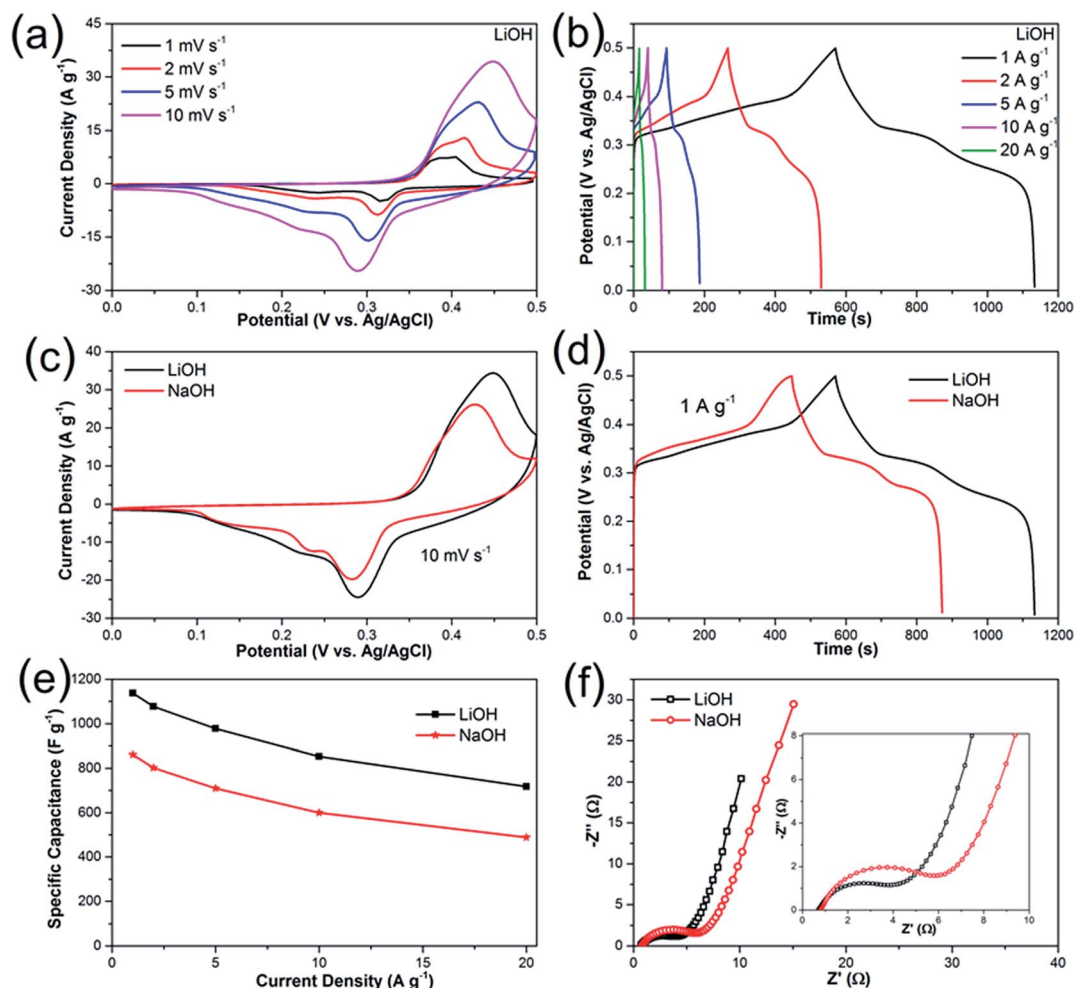 (a)
LiOH
1 mV s⁻¹
2 mV s⁻¹
5 mV s⁻¹
10 mV s⁻¹
Current Density (A g⁻¹)
45
30
15
0
-15
-30
0.0 0.1 0.2 0.3 0.4 0.5
Potential (V vs. Ag/AgCl)
(b)
LiOH
1 A g⁻¹
2 A g⁻¹
5 A g⁻¹
10 A g⁻¹
20 A g⁻¹
Potential (V vs. Ag/AgCl)
0.5
0.4
0.3
0.2
0.1
0.0
0 200 400 600 800 1000 1200
Time (s)
(c)
LiOH
NaOH
10 mV s⁻¹
Current Density (A g⁻¹)
40
30
20
10
0
-10
-20
-30
0.0 0.1 0.2 0.3 0.4 0.5
Potential (V vs. Ag/AgCl)
(d)
LiOH
NaOH
1 A g⁻¹
Potential (V vs. Ag/AgCl)
0.5
0.4
0.3
0.2
0.1
0.0
0 200 400 600 800 1000 1200
Time (s)
(e)
LiOH
NaOH
Specific Capacitance (F g⁻¹)
1200
1000
800
600
400
200
0
0 5 10 15 20
Current Density (A g⁻¹)
(f)
LiOH
NaOH
-Z'' (Ω)
30
25
20
15
10
5
0
0 10 20 30 40
Z' (Ω)
-Z'' (Ω)
8
6
4
2
0
2 4 6 8 10
Z' (Ω)